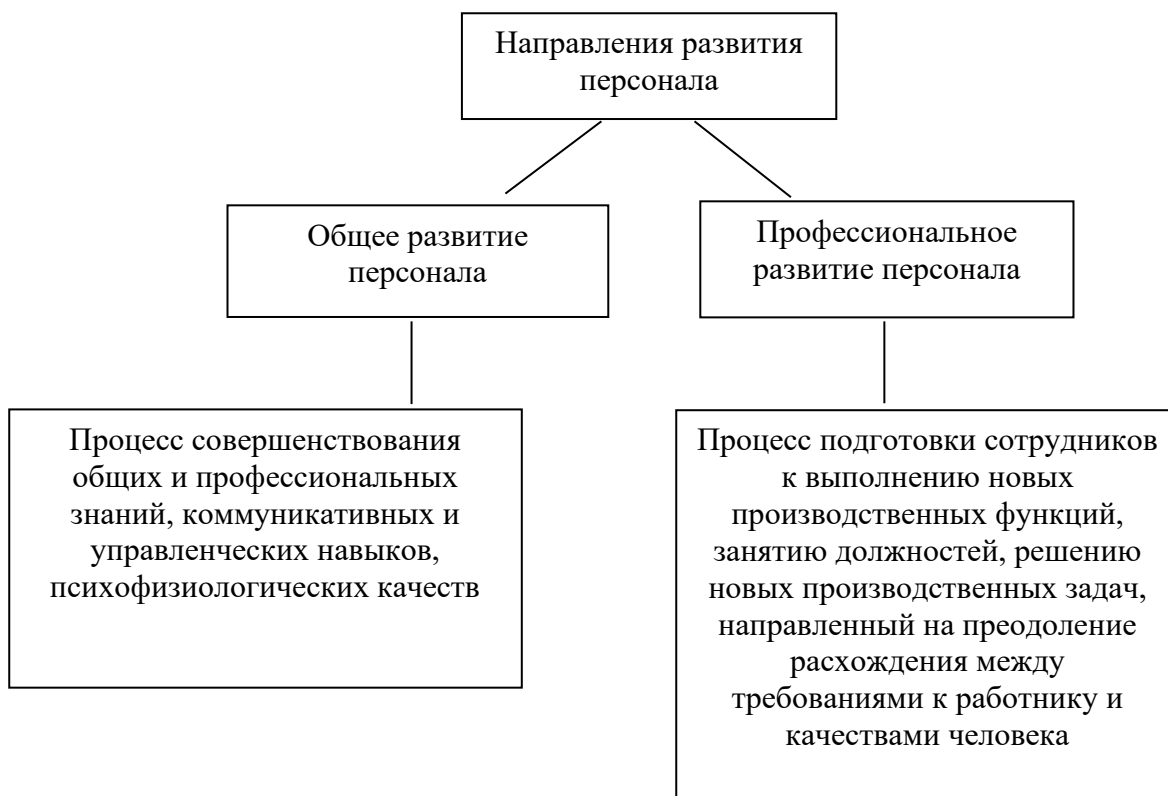 Направления развития
персонала
Общее развитие
персонала
Профессиональное
развитие персонала
Процесс совершенствования
общих и профессиональных
знаний, коммуникативных и
управленческих навыков,
психофизиологических качеств
Процесс подготовки сотрудников
к выполнению новых
производственных функций,
занятию должностей, решению
новых производственных задач,
направленный на преодоление
расхождения между
требованиями к работнику и
качествами человека